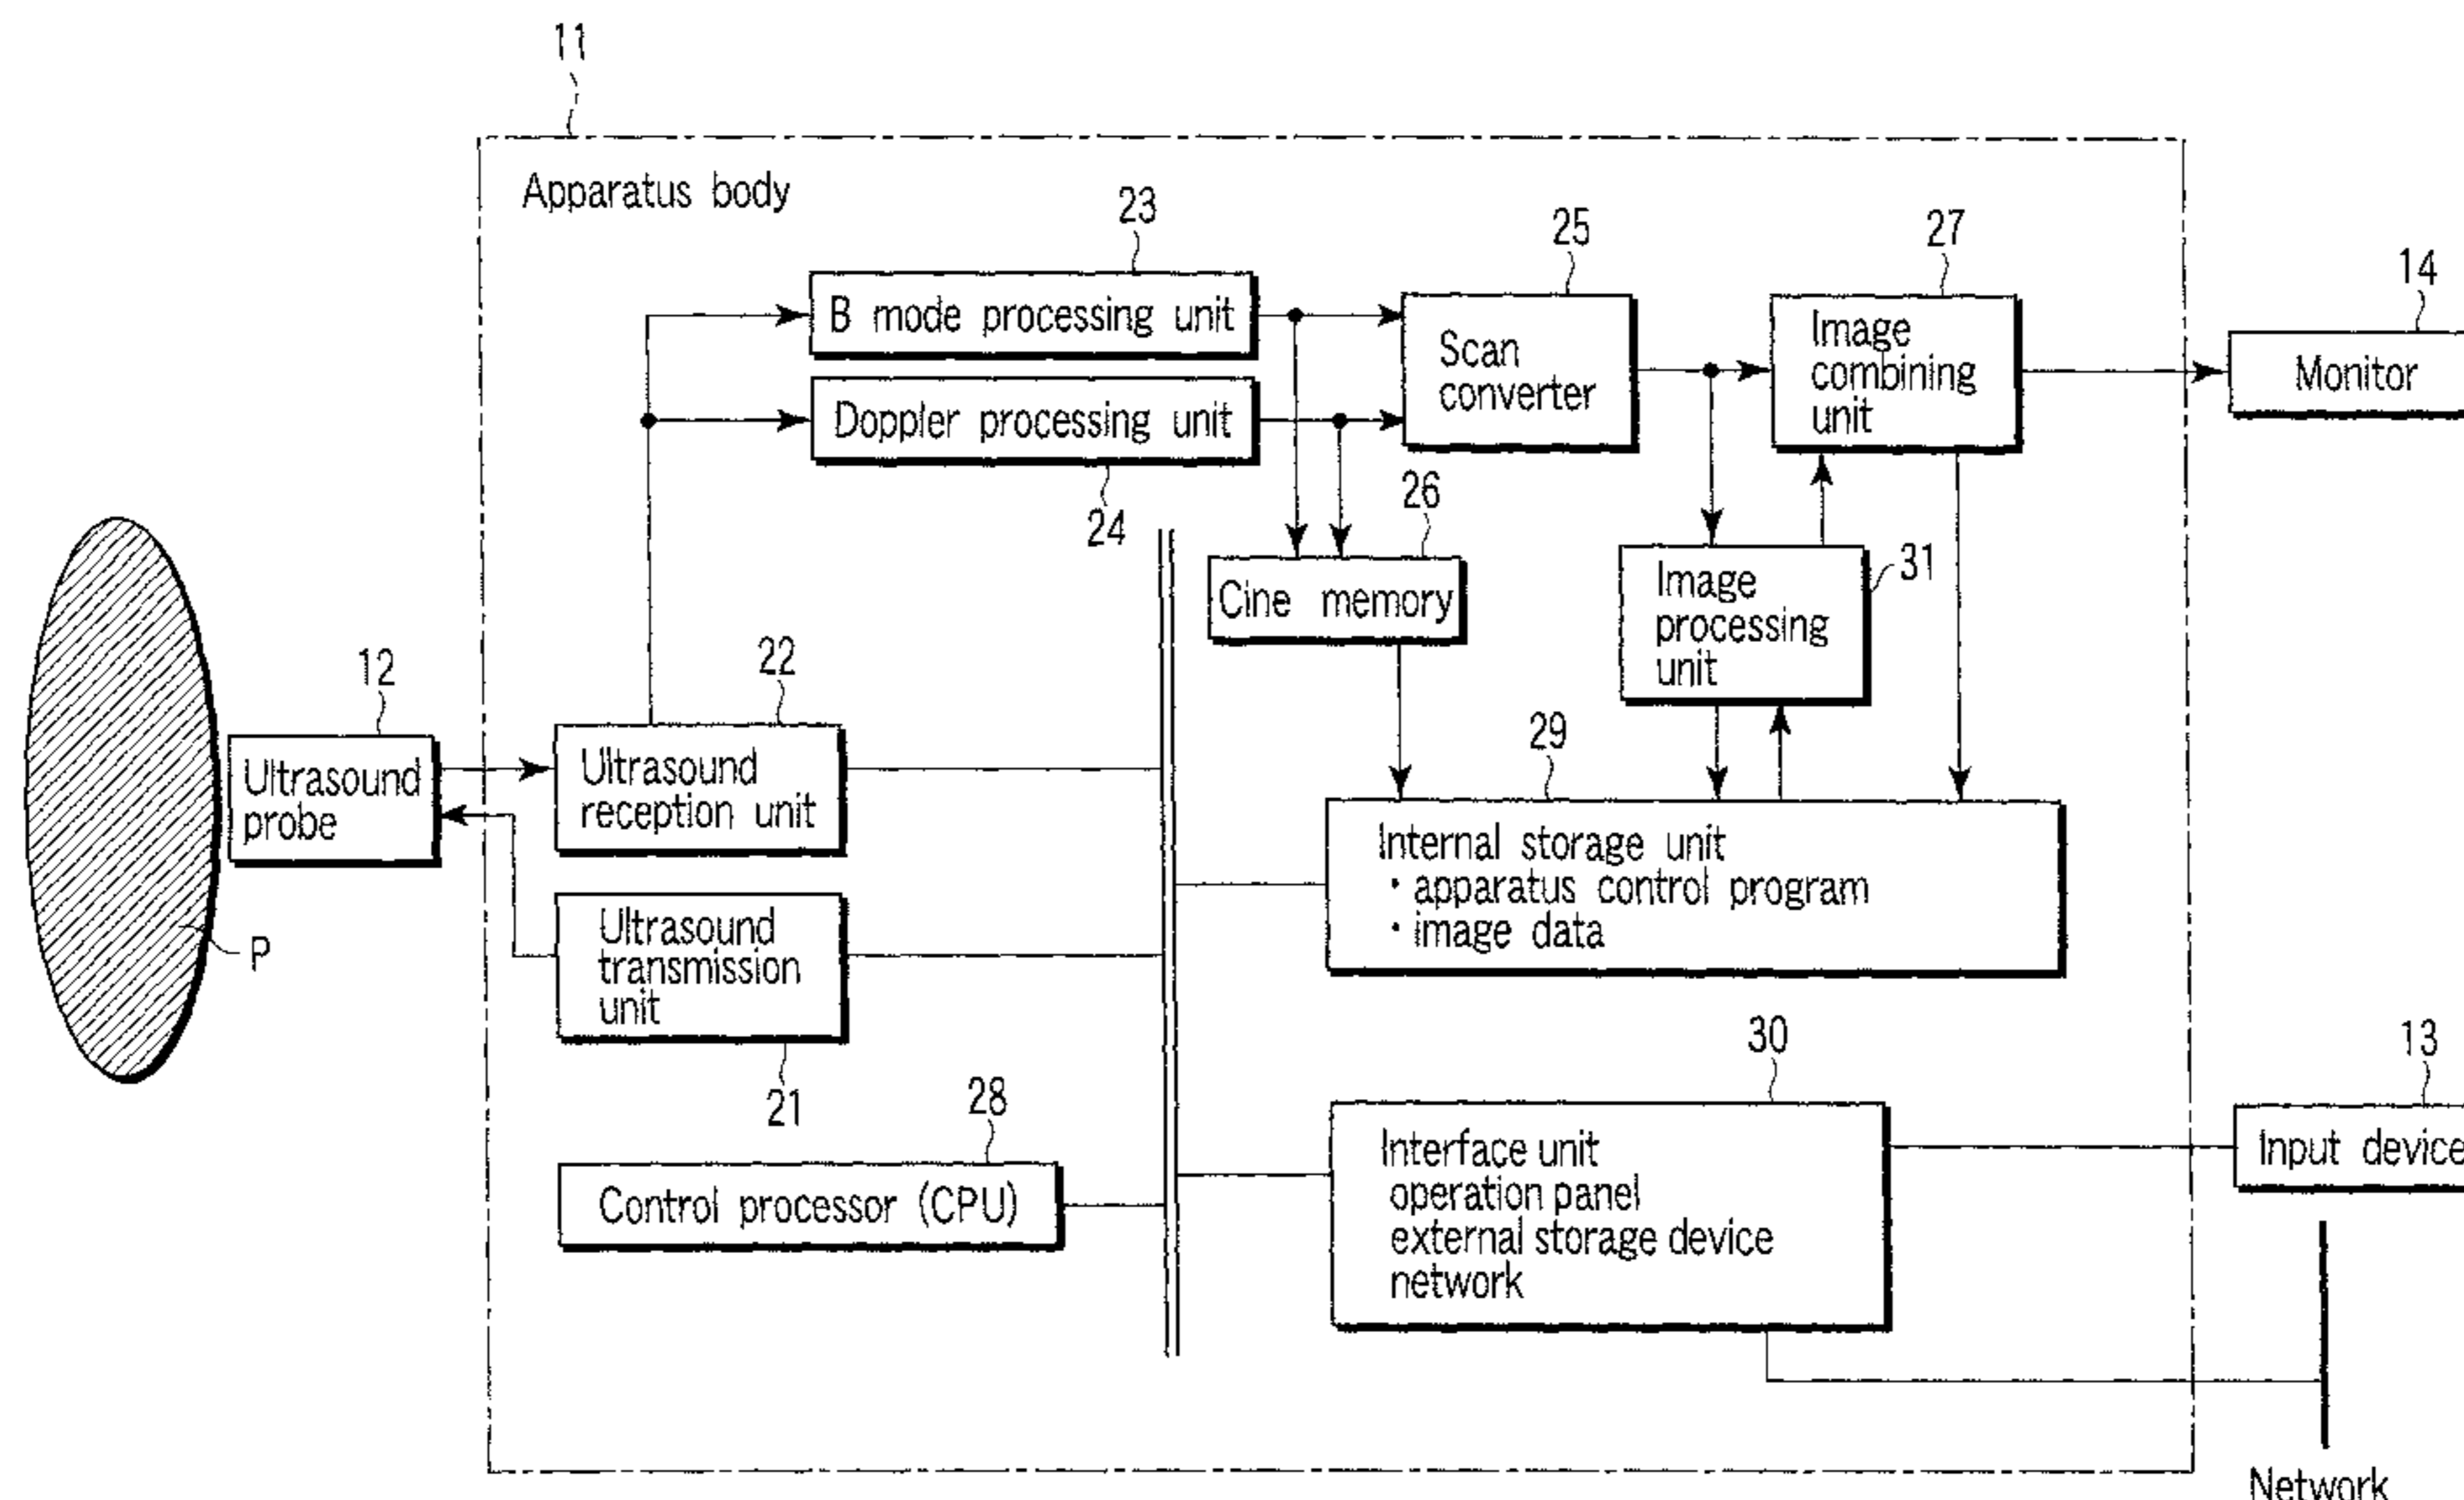 11
Apparatus body
23
B mode processing unit
25
Scan
converter
27
Image
combining
unit
14
Monitor
Doppler processing unit
24
26
Cine memory
Image
processing
unit
31
12
Ultrasound
probe
22
Ultrasound
reception unit
29
Internal storage unit
· apparatus control program
· image data
P
Ultrasound
transmission
unit
21
30
Interface unit
operation panel
external storage device
network
13
Input device
28
Control processor (CPU)
Network